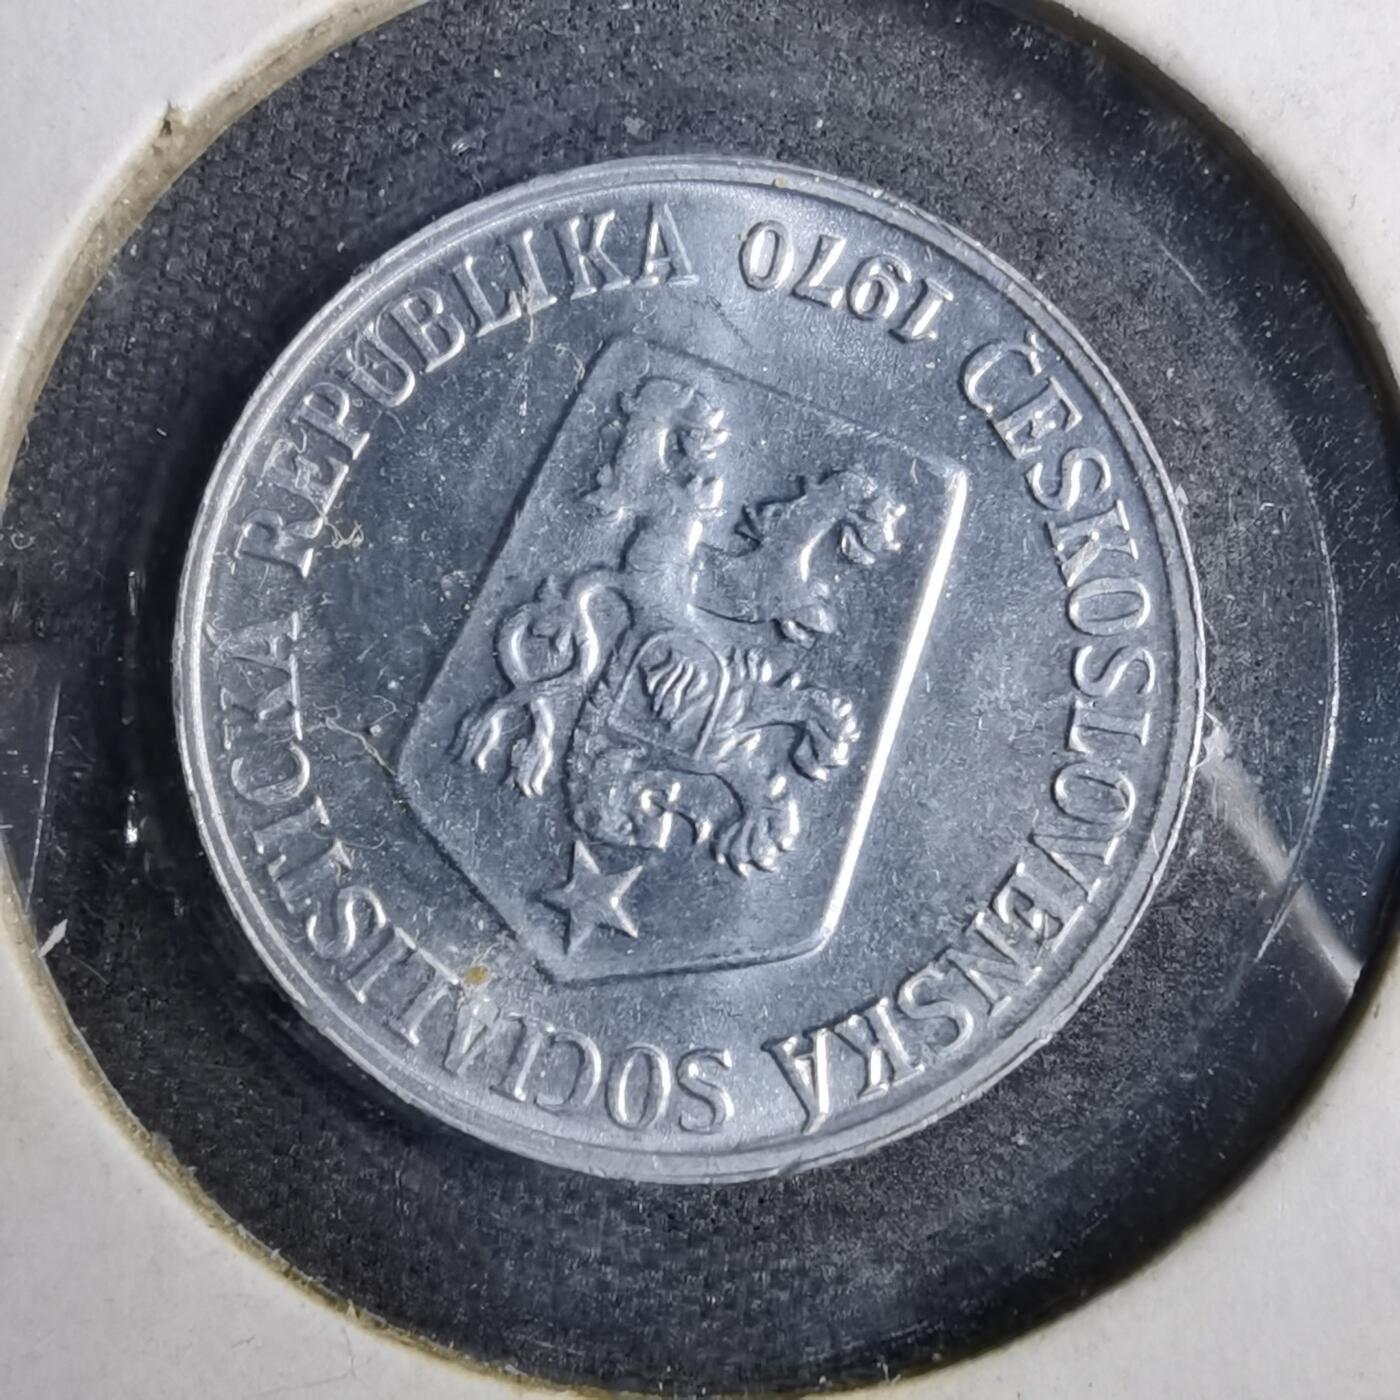 ČESKOSLOVENSKÁ SOCIALISTICKÁ REPUBLIKA
1970